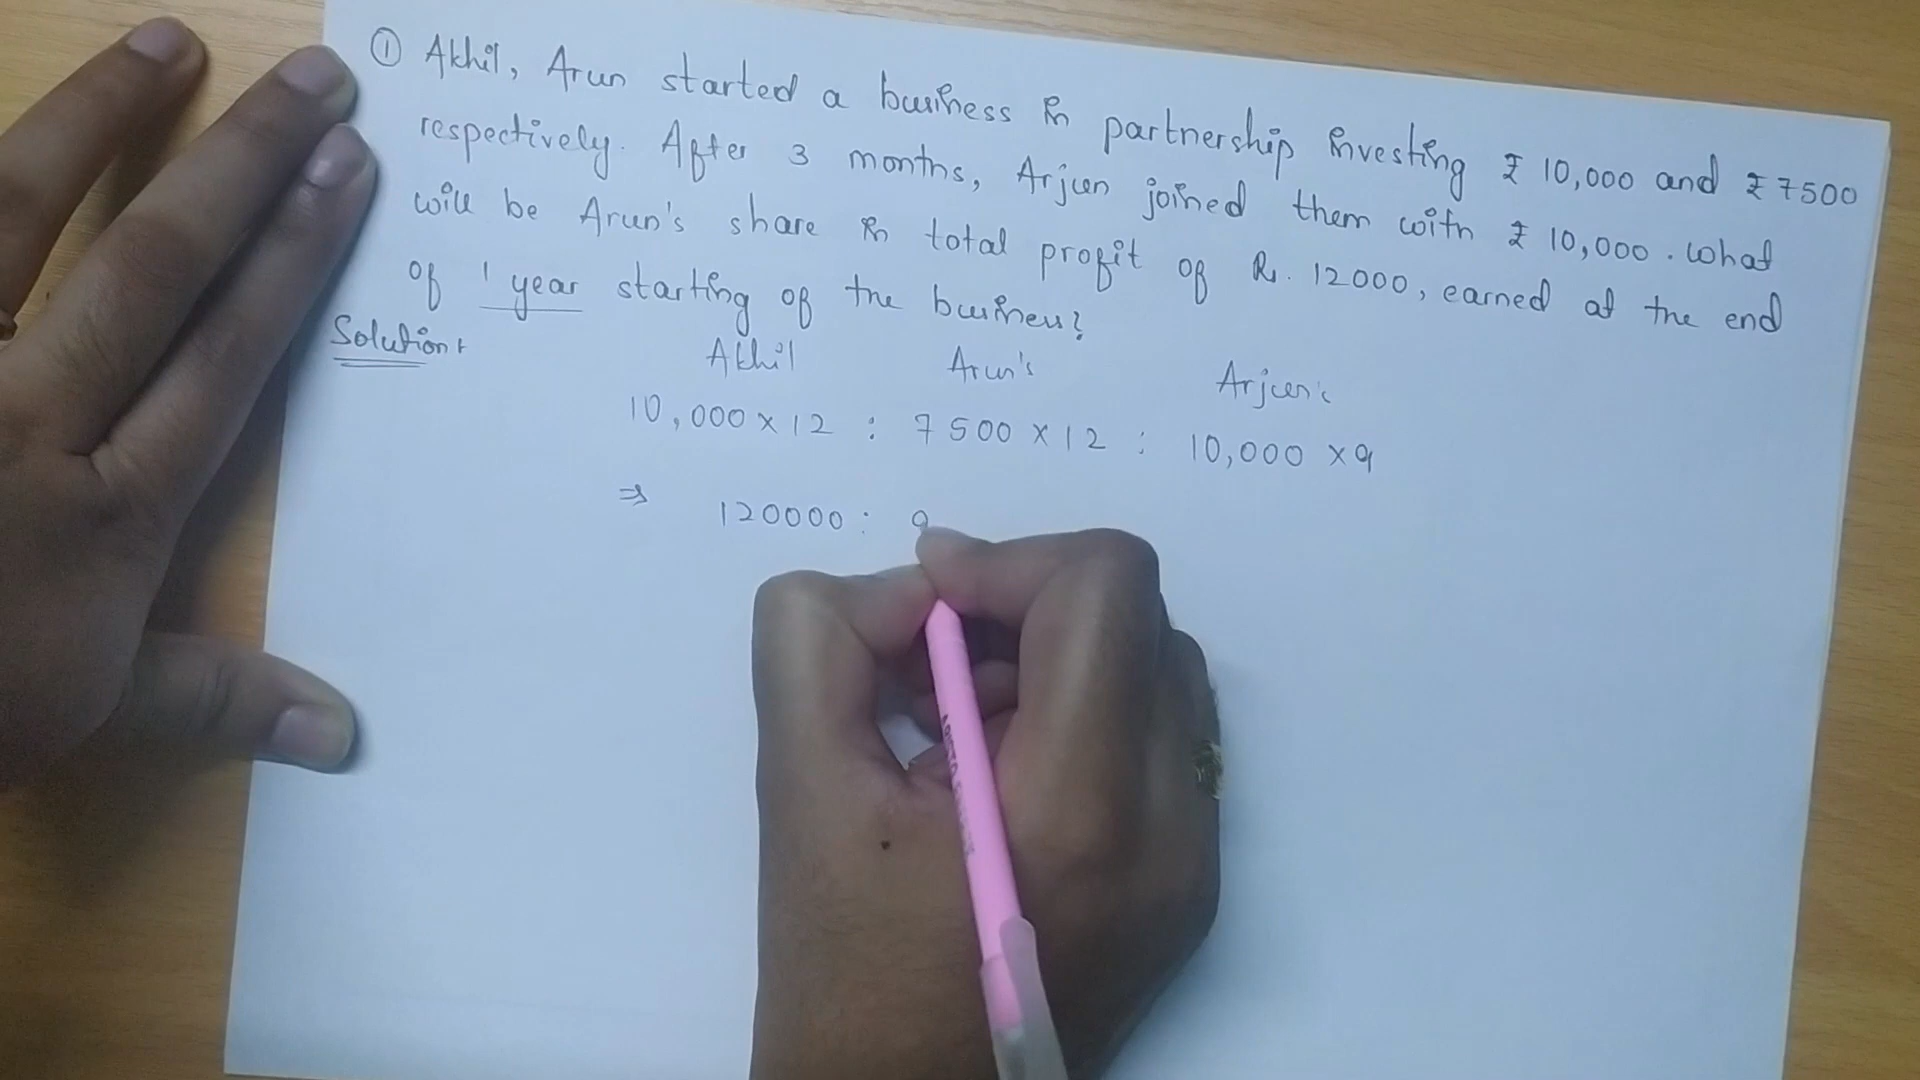 ① Akhil, Arun started a business in partnership investing ₹ 10,000 and ₹ 7500
respectively. After 3 months, Arjun joined them with ₹ 10,000. what
will be Arun's share in total profit of Rs. 12000, earned at the end
of 1 year starting of the business?
Solution:
Akhil Arun's Arjun's
10,000 x 12 : 7500 x 12 : 10,000 x 9
⇒ 120000 : 9